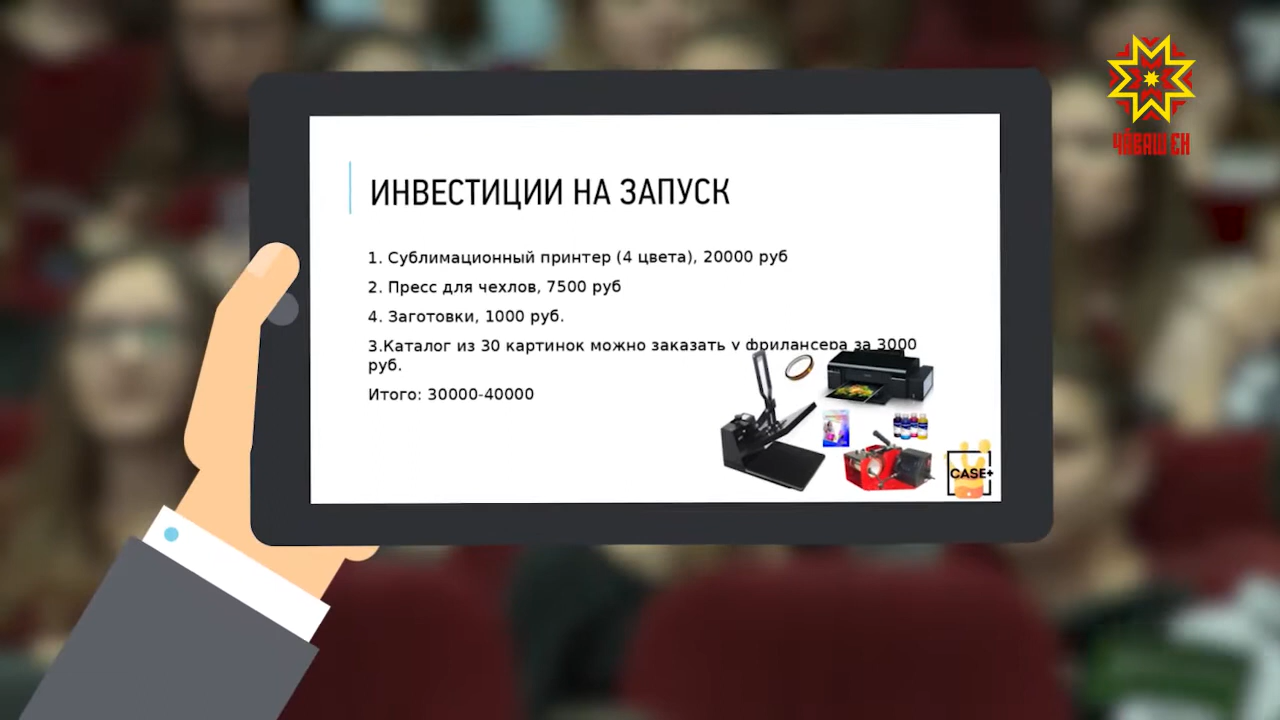 ЧӐВАШ ЕН
ИНВЕСТИЦИИ НА ЗАПУСК
1. Сублимационный принтер (4 цвета), 20000 руб
2. Пресс для чехлов, 7500 руб
4. Заготовки, 1000 руб.
3.Каталог из 30 картинок можно заказать у фрилансера за 3000
руб.
Итого: 30000-40000
CASE+